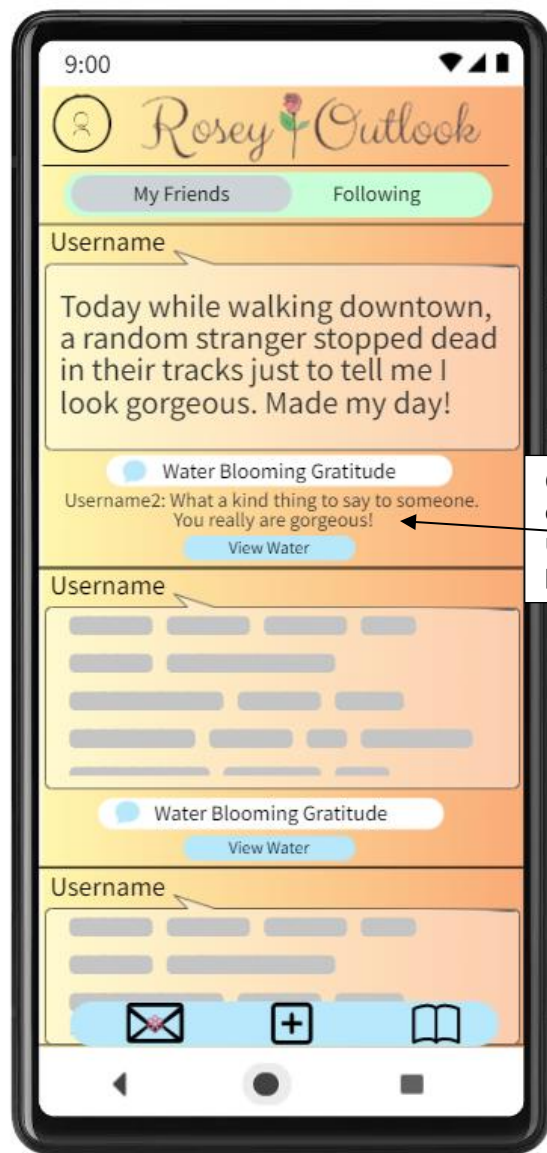 9:00
Rosey Outlook
My Friends Following
Username
Today while walking downtown,
a random stranger stopped dead
in their tracks just to tell me I
look gorgeous. Made my day!
Water Blooming Gratitude
Username2: What a kind thing to say to someone.
You really are gorgeous!
View Water
Username
Water Blooming Gratitude
View Water
Username